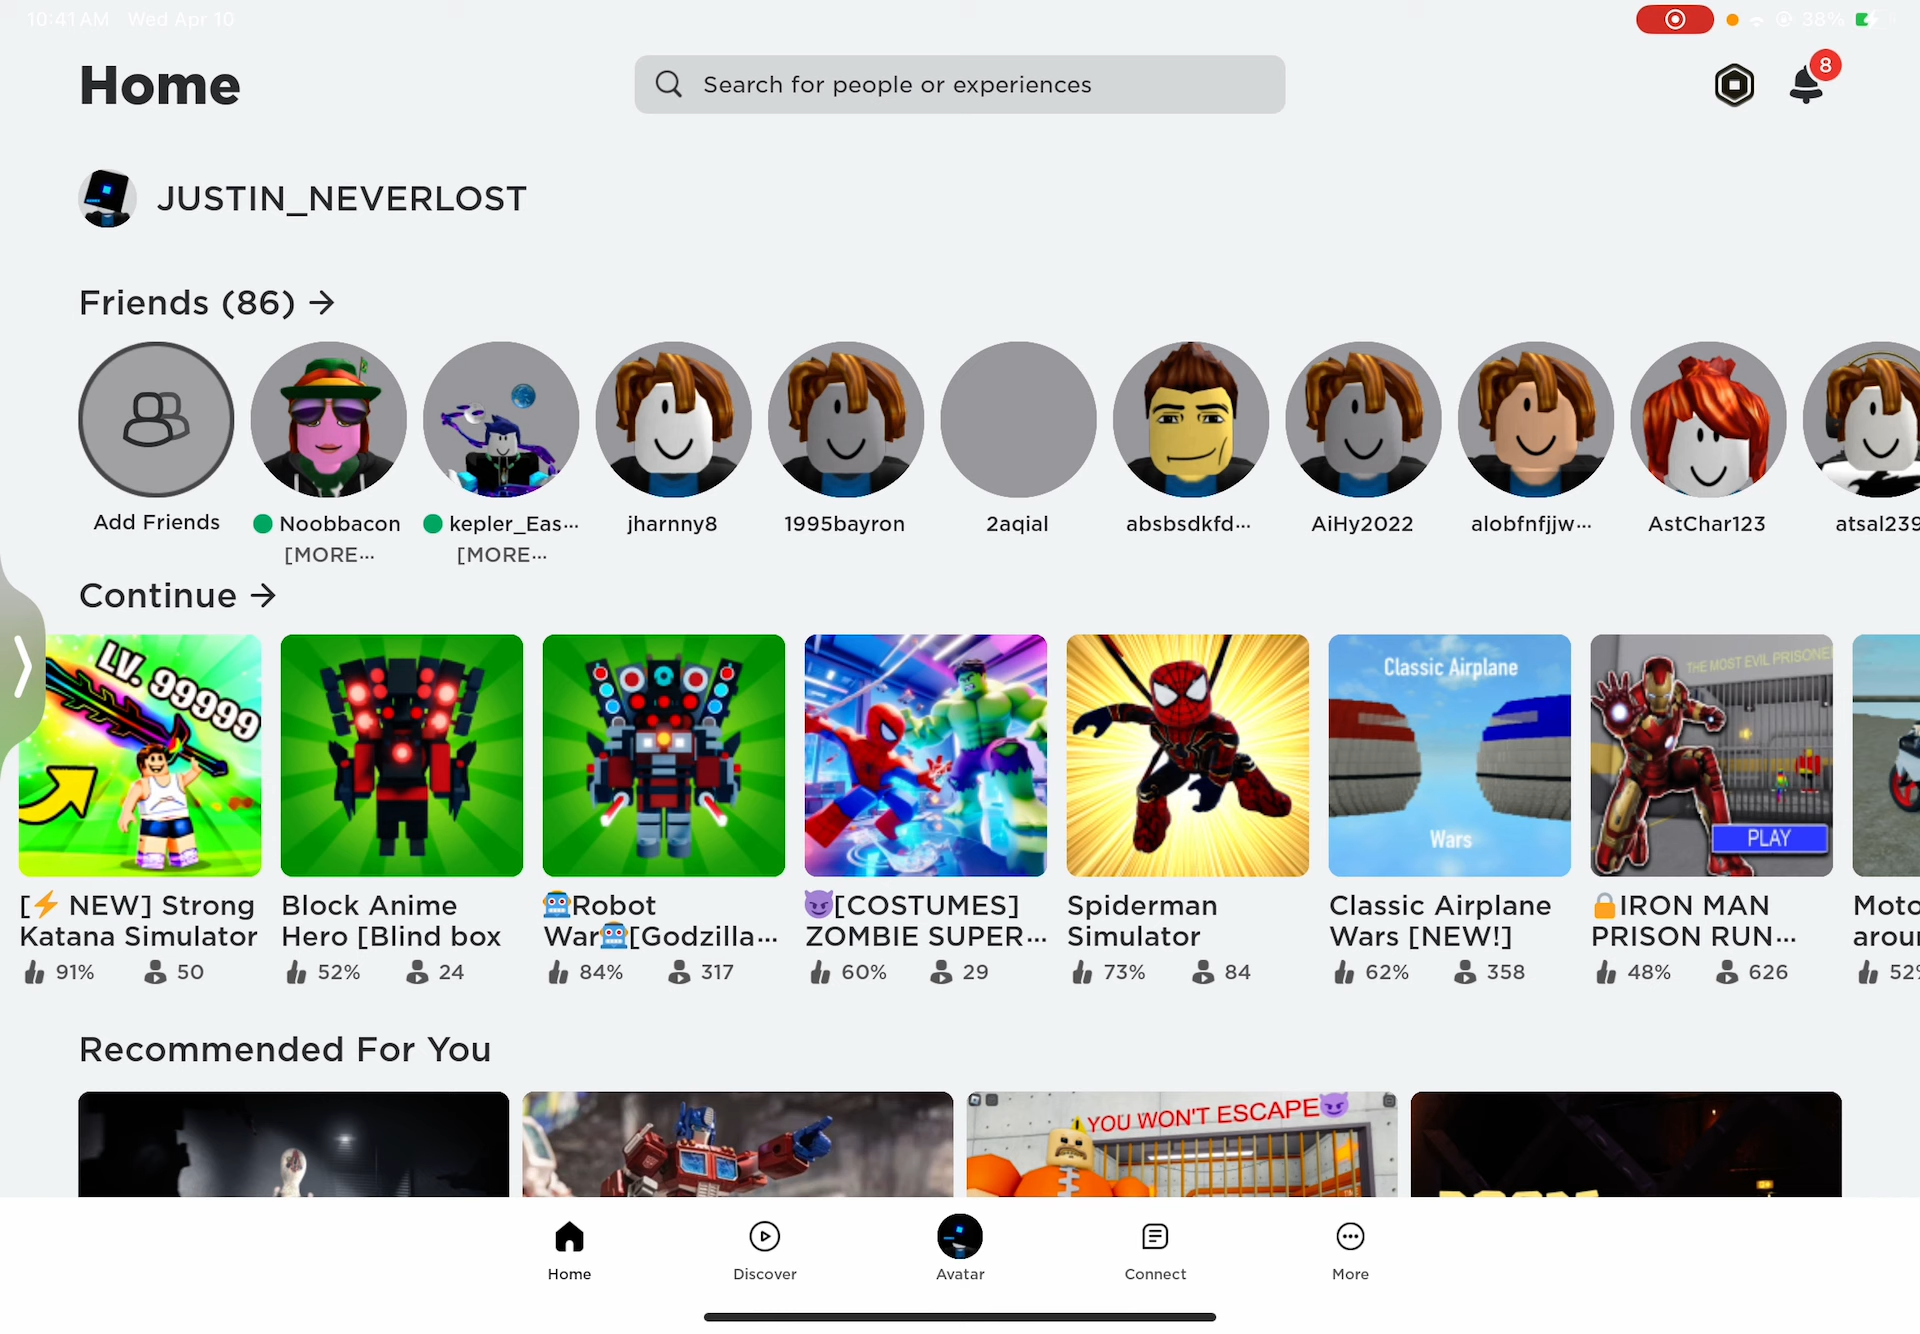 10:41 AM Wed Apr 10
38%
Home
Search for people or experiences
8
JUSTIN_NEVERLOST
Friends (86)
Add Friends
Noobbacon
[MORE...
kepler_Eas...
[MORE...
jharnny8
1995bayron
2aqial
absbsdkfd...
AiHy2022
alobfnfjjw...
AstChar123
atsal239
Continue
LV. 99999
Classic Airplane
Wars
THE MOST EVIL PRISONE
PLAY
[⚡ NEW] Strong
Katana Simulator
91% 50
Block Anime
Hero [Blind box
52% 24
🤖Robot
War🤖[Godzilla...
84% 317
😈[COSTUMES]
ZOMBIE SUPER...
60% 29
Spiderman
Simulator
73% 84
Classic Airplane
Wars [NEW!]
62% 358
🔒IRON MAN
PRISON RUN...
48% 626
Moto
arou
52%
Recommended For You
YOU WON'T ESCAPE😈
Home
Discover
Avatar
Connect
More